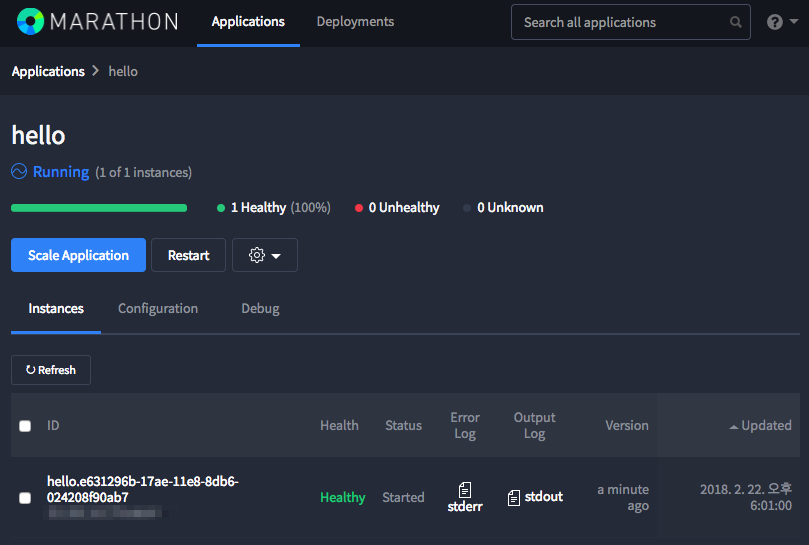 MARATHON Applications Deployments Search all applications
Applications hello
hello
Running (1 of 1 instances)
1 Healthy (100%) 0 Unhealthy 0 Unknown
Scale Application Restart
Instances Configuration Debug
Refresh
ID Health Status Error Log Output Log Version Updated
hello.e631296b-17ae-11e8-8db6-
024208f90ab7
Healthy Started stderr stdout a minute ago 2018. 2. 22. 오후 6:01:00